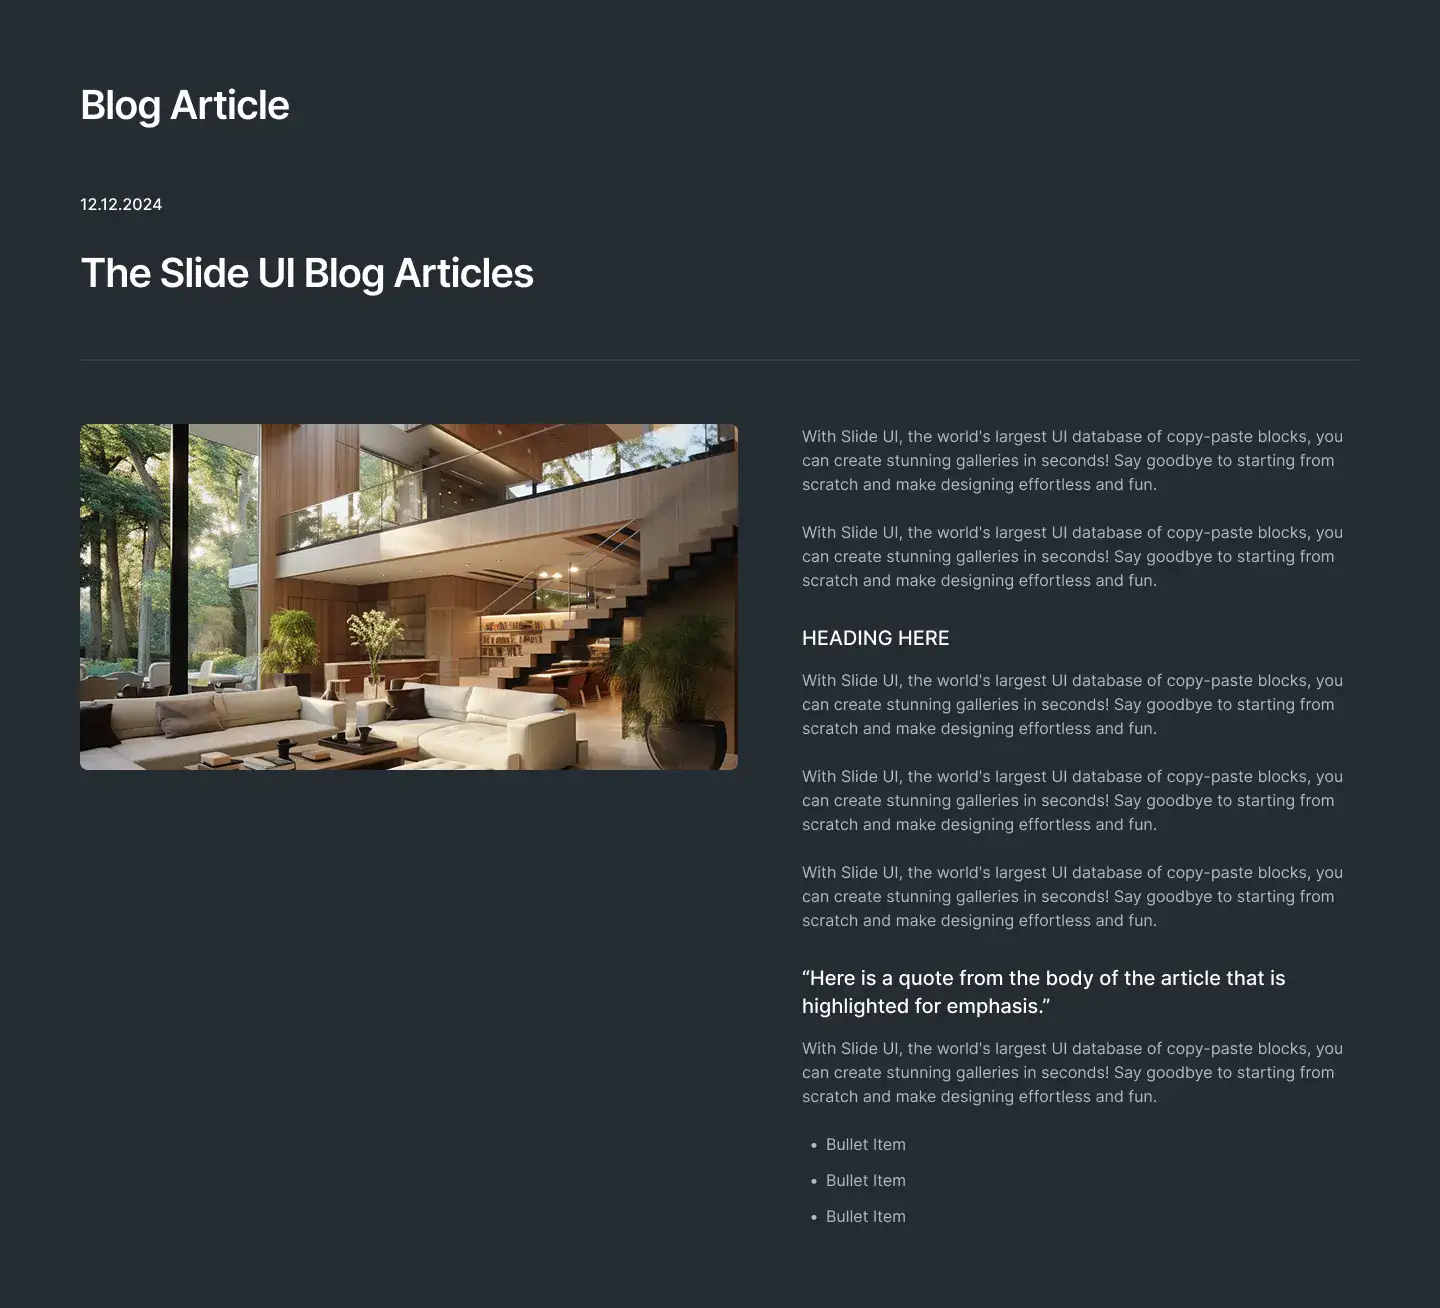 Blog Article
12.12.2024
The Slide UI Blog Articles
With Slide UI, the world's largest UI database of copy-paste blocks, you
can create stunning galleries in seconds! Say goodbye to starting from
scratch and make designing effortless and fun.
With Slide UI, the world's largest UI database of copy-paste blocks, you
can create stunning galleries in seconds! Say goodbye to starting from
scratch and make designing effortless and fun.
HEADING HERE
With Slide UI, the world's largest UI database of copy-paste blocks, you
can create stunning galleries in seconds! Say goodbye to starting from
scratch and make designing effortless and fun.
With Slide UI, the world's largest UI database of copy-paste blocks, you
can create stunning galleries in seconds! Say goodbye to starting from
scratch and make designing effortless and fun.
With Slide UI, the world's largest UI database of copy-paste blocks, you
can create stunning galleries in seconds! Say goodbye to starting from
scratch and make designing effortless and fun.
“Here is a quote from the body of the article that is
highlighted for emphasis.”
With Slide UI, the world's largest UI database of copy-paste blocks, you
can create stunning galleries in seconds! Say goodbye to starting from
scratch and make designing effortless and fun.
• Bullet Item
• Bullet Item
• Bullet Item